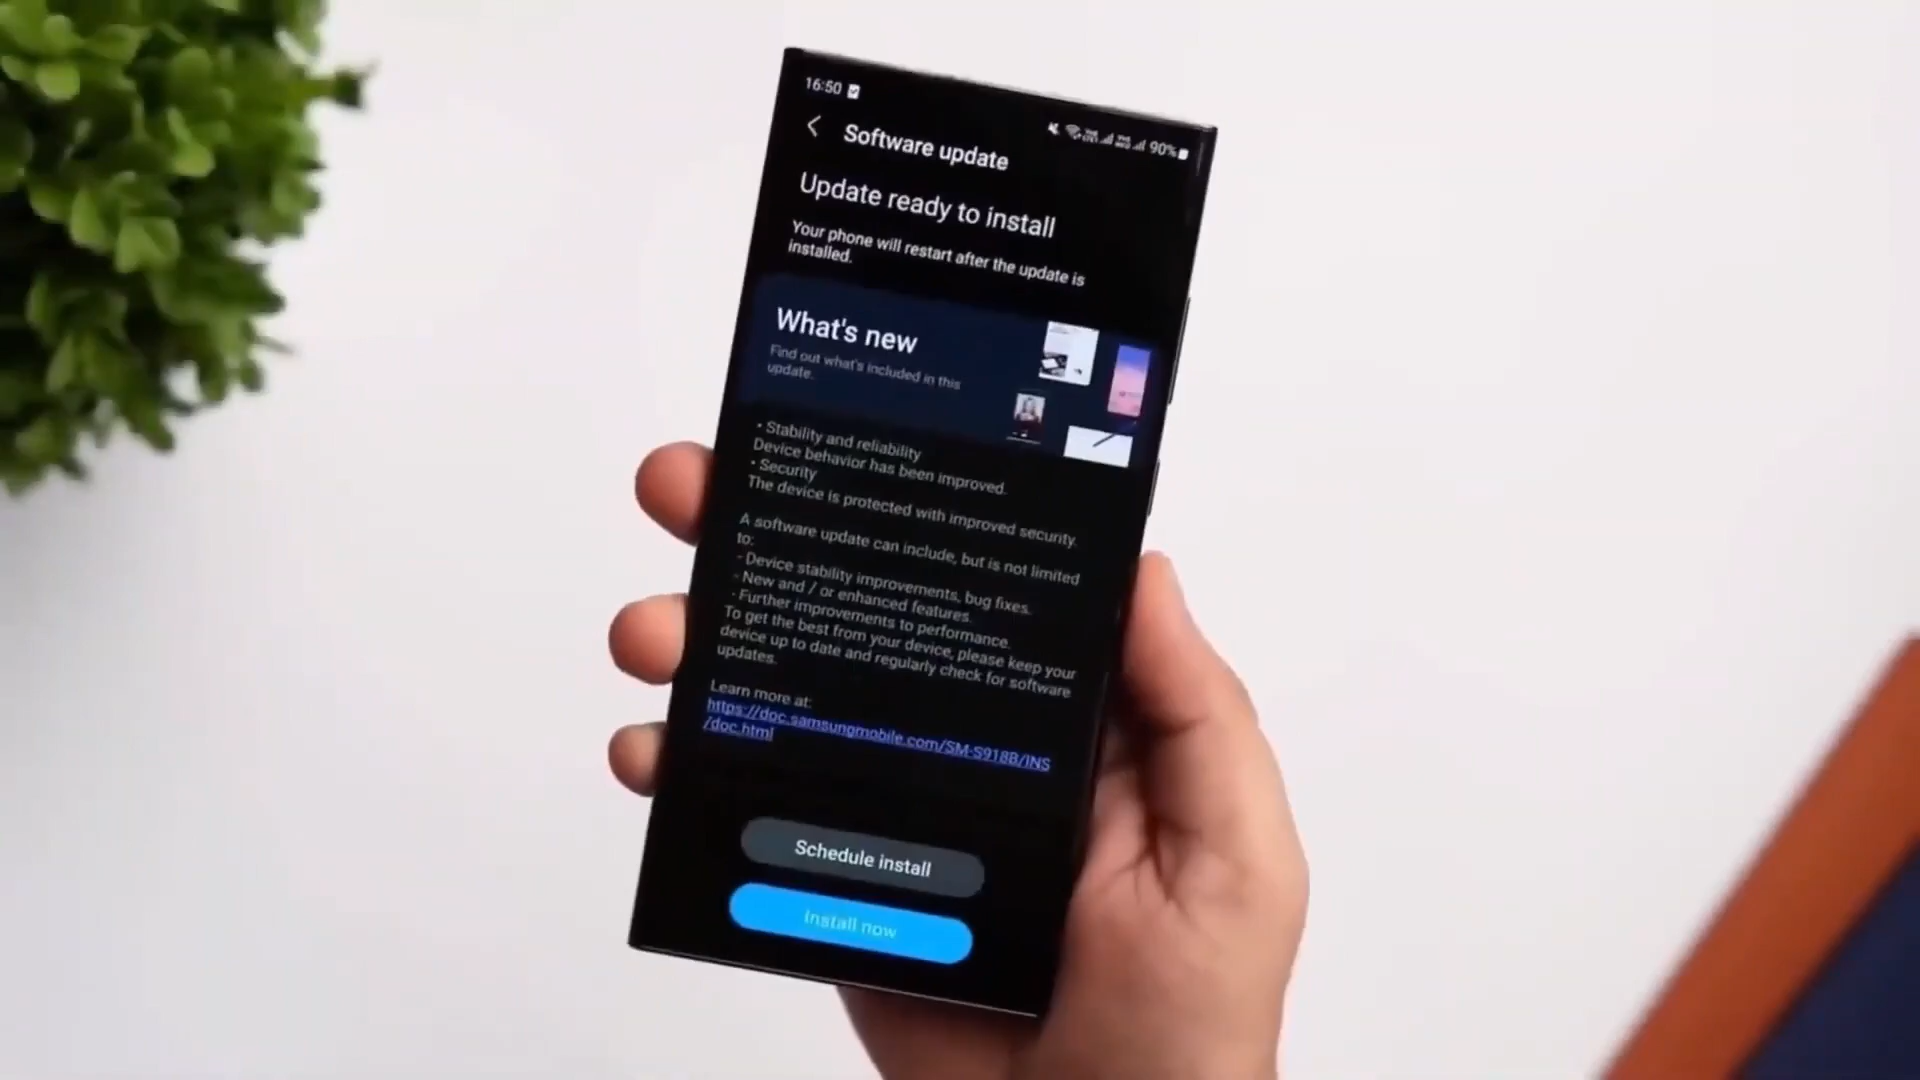 16:50
90%
Software update
Update ready to install
Your phone will restart after the update is
installed.
What's new
Find out what's included in this
update.
• Stability and reliability
Device behavior has been improved.
• Security
The device is protected with improved security.
A software update can include, but is not limited
to:
- Device stability improvements, bug fixes.
- New and / or enhanced features.
- Further improvements to performance.
To get the best from your device, please keep your
device up to date and regularly check for software
updates.
Learn more at:
https://doc.samsungmobile.com/SM-S918B/INS
/doc.html
Schedule install
Install now